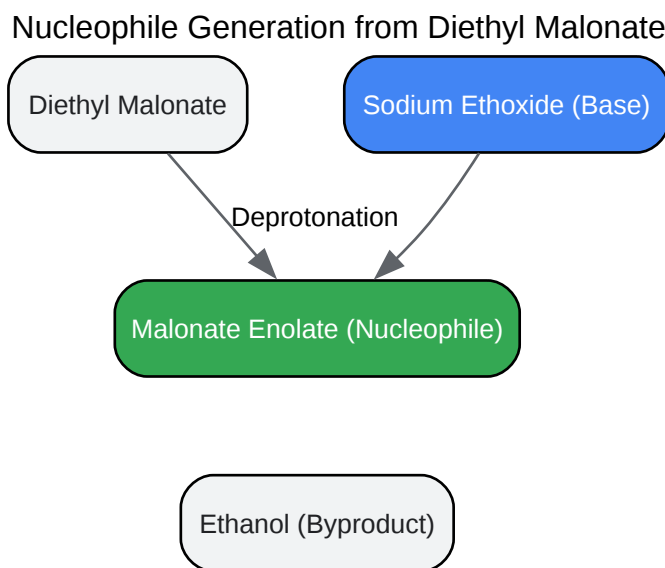 Nucleophile Generation from Diethyl Malonate
Diethyl Malonate
Sodium Ethoxide (Base)
Deprotonation
Malonate Enolate (Nucleophile)
Ethanol (Byproduct)